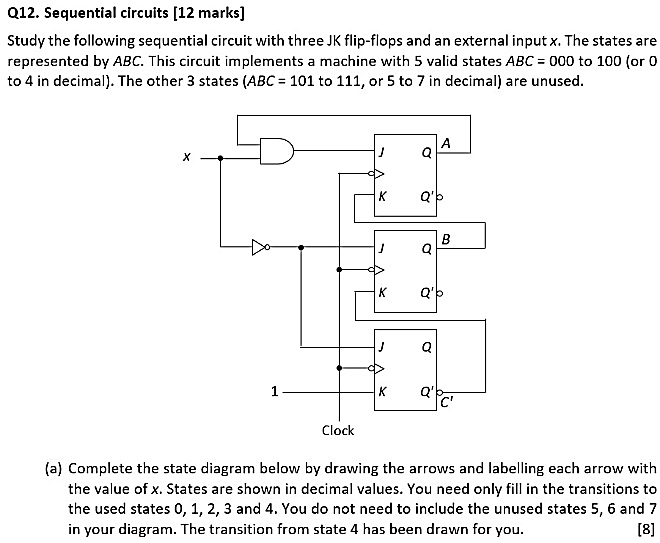 Q12. Sequential circuits [12 marks]
Study the following sequential circuit with three JK flip-flops and an external input x. The states are
represented by ABC. This circuit implements a machine with 5 valid states ABC = 000 to 100 (or 0
to 4 in decimal). The other 3 states (ABC = 101 to 111, or 5 to 7 in decimal) are unused.
x
J
Q
A
K
Q'
J
Q
B
K
Q'
J
Q
1
K
Q'
C'
Clock
(a) Complete the state diagram below by drawing the arrows and labelling each arrow with
the value of x. States are shown in decimal values. You need only fill in the transitions to
the used states 0, 1, 2, 3 and 4. You do not need to include the unused states 5, 6 and 7
in your diagram. The transition from state 4 has been drawn for you. [8]